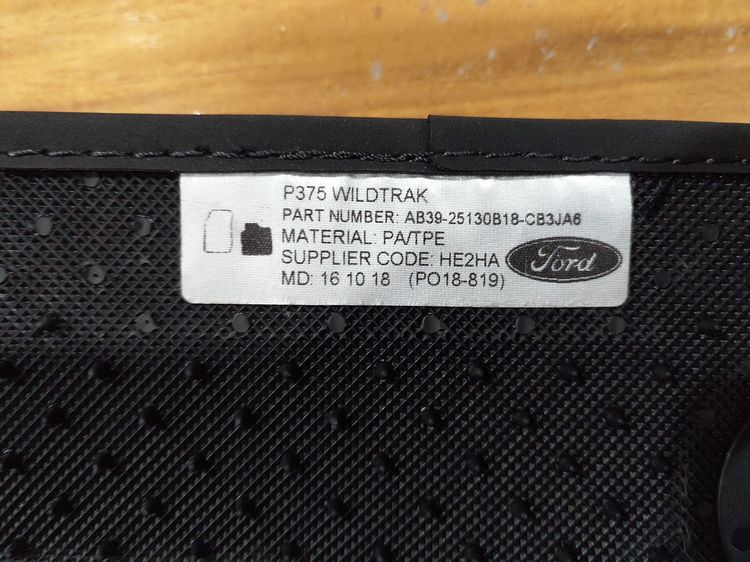 P375 WILDTRAK
PART NUMBER: AB39-25130B18-CB3JA6
MATERIAL: PA/TPE
SUPPLIER CODE: HE2HA
Ford
MD: 16 10 18 (PO18-819)